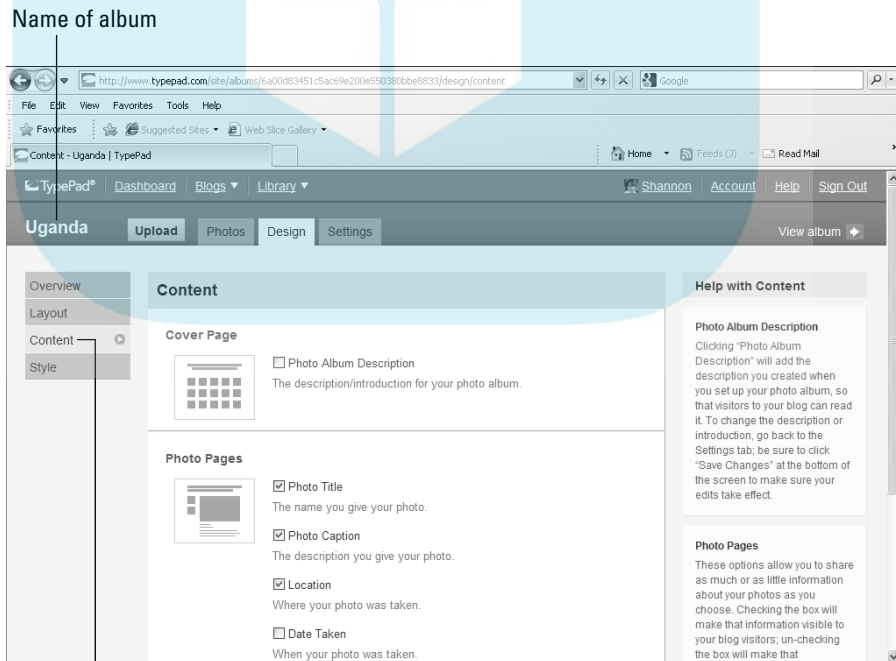 Name of album
http://www.typepad.com/site/albums/6a00d83451c5ac69e200e550380bbe8833/design/content
Google
File Edit View Favorites Tools Help
Favorites Suggested Sites Web Slice Gallery
Content - Uganda | TypePad
Home Feeds (J) Read Mail
TypePad® Dashboard Blogs Library Shannon Account Help Sign Out
Uganda Upload Photos Design Settings View album
Overview
Layout
Content
Style
Content
Cover Page
Photo Album Description
The description/introduction for your photo album.
Photo Pages
Photo Title
The name you give your photo.
Photo Caption
The description you give your photo.
Location
Where your photo was taken.
Date Taken
When your photo was taken.
Help with Content
Photo Album Description
Clicking "Photo Album
Description" will add the
description you created when
you set up your photo album, so
that visitors to your blog can read
it. To change the description or
introduction, go back to the
Settings tab; be sure to click
"Save Changes" at the bottom of
the screen to make sure your
edits take effect.
Photo Pages
These options allow you to share
as much or as little information
about your photos as you
choose. Checking the box will
make that information visible to
your blog visitors; un-checking
the box will make that